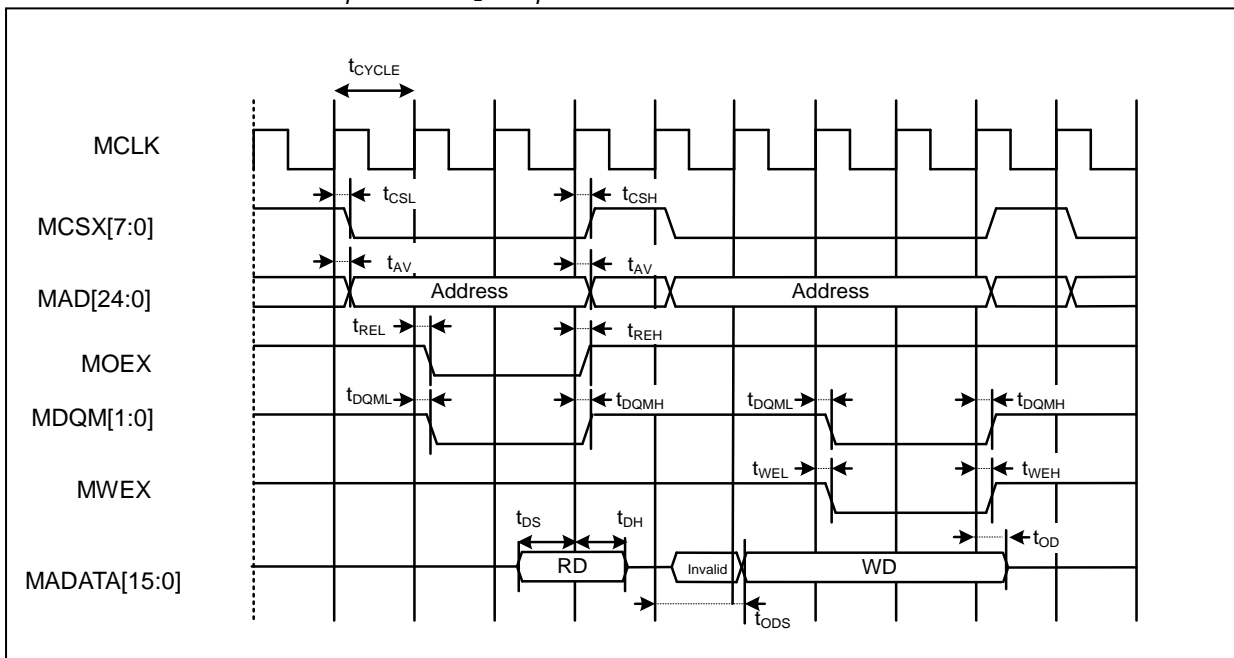 tCYCLE
MCLK
tCSL tCSH
MCSX[7:0]
tAV tAV
MAD[24:0] Address Address
tREL tREH
MOEX
tDQML tDQMH tDQML tDQMH
MDQM[1:0]
tWEL tWEH
MWEX
tDS tDH tOD
MADATA[15:0] RD Invalid WD
tODS